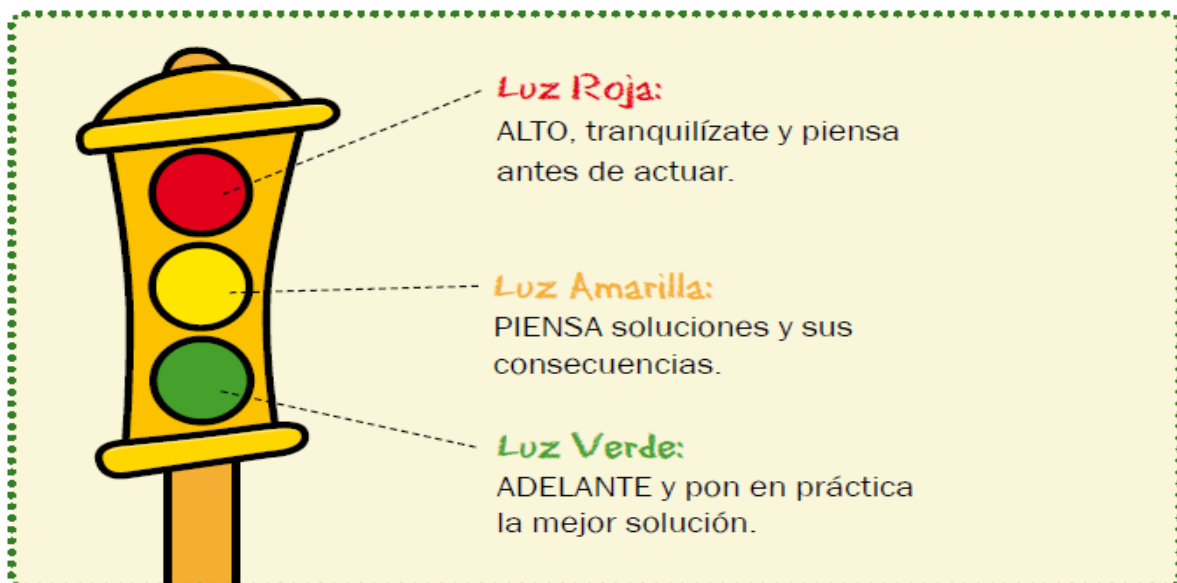 Luz Roja:
ALTO, tranquilízate y piensa
antes de actuar.
Luz Amarilla:
PIENSA soluciones y sus
consecuencias.
Luz Verde:
ADELANTE y pon en práctica
la mejor solución.